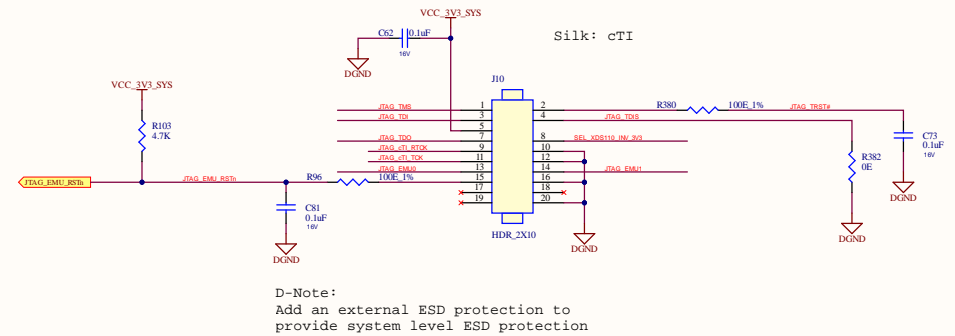 VCC_3V3_SYS
C62
0.1uF
16V
DGND
Silk: cTI
VCC_3V3_SYS
R103
4.7K
J10
JTAG_TMS
1
2
R380
100E_1%
JTAG_TRST#
JTAG_TDI
3
4
JTAG_TDIS
5
JTAG_TDO
7
8
SEL_XDS110_INV_3V3
JTAG_cTI_RTCK
9
10
JTAG_cTI_TCK
11
12
JTAG_EMU0
13
14
JTAG_EMU1
15
16
17
18
19
20
HDR_2X10
JTAG_EMU_RSTn
JTAG_EMU_RSTn
R96
100E_1%
C81
0.1uF
16V
DGND
DGND
R382
0E
DGND
C73
0.1uF
16V
DGND
D-Note:
Add an external ESD protection to
provide system level ESD protection